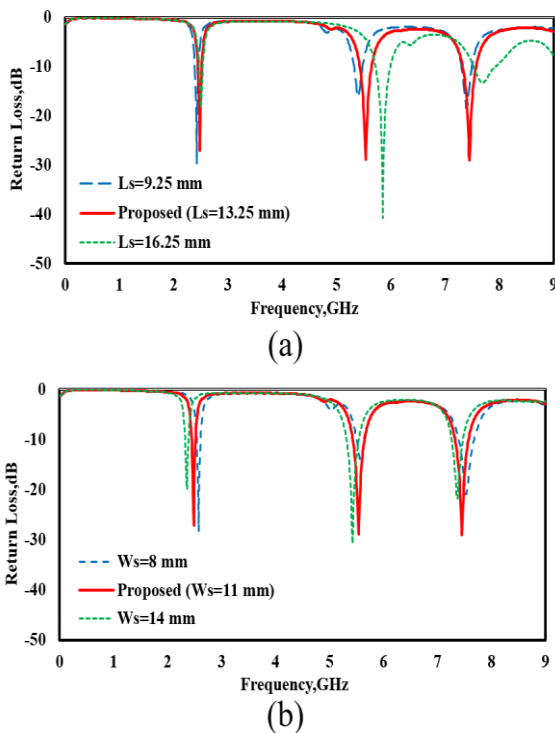 0
-10
-20
-30
-40
-50
Return Loss,dB
Ls=9.25 mm
Proposed (Ls=13.25 mm)
Ls=16.25 mm
0 1 2 3 4 5 6 7 8 9
Frequency,GHz
(a)
0
-10
-20
-30
-40
-50
Return Loss,dB
Ws=8 mm
Proposed (Ws=11 mm)
Ws=14 mm
0 1 2 3 4 5 6 7 8 9
Frequency,GHz
(b)